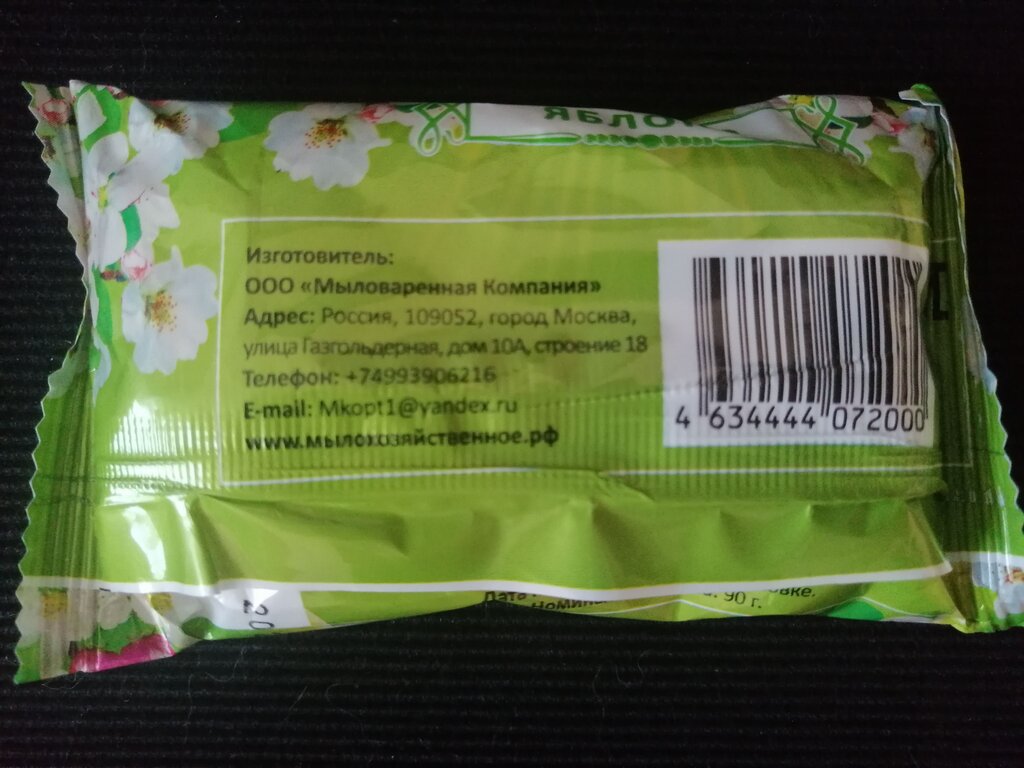 Изготовитель:
ООО «Мыловаренная Компания»
Адрес: Россия, 109052, город Москва,
улица Газгольдерная, дом 10А, строение 18
Телефон: +74993906216
E-mail: Mkopt1@yandex.ru
www.мылохозяйственное.рф
4 634444 072000
90 г.